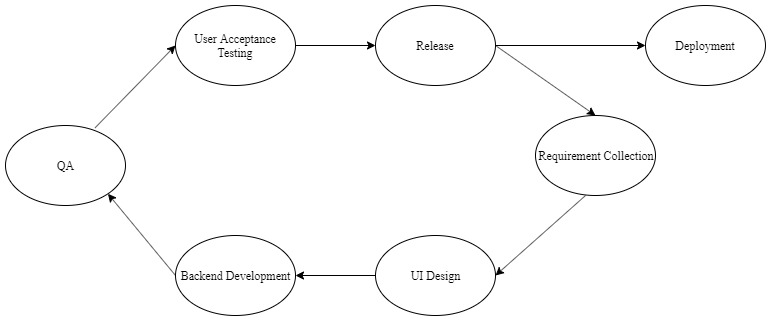 User Acceptance
Testing
Release
Deployment
QA
Requirement Collection
Backend Development
UI Design